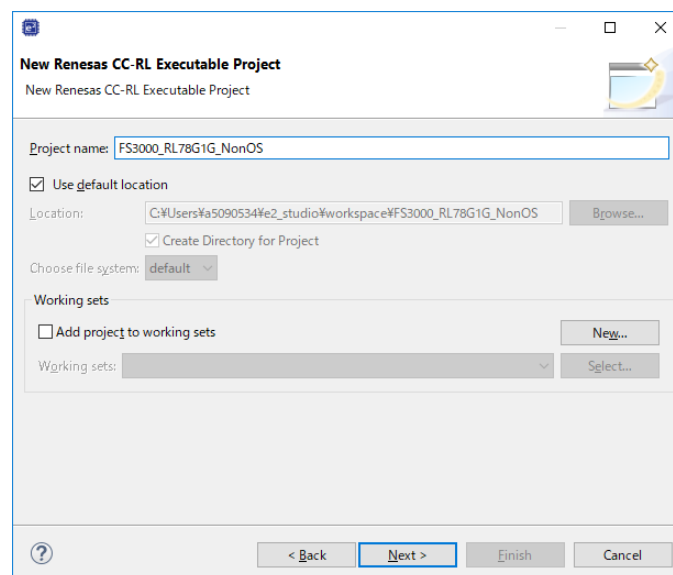 New Renesas CC-RL Executable Project
New Renesas CC-RL Executable Project
Project name: FS3000_RL78G1G_NonOS
Use default location
Location: C:¥Users¥a5090534¥e2_studio¥workspace¥FS3000_RL78G1G_NonOS Browse...
Create Directory for Project
Choose file system: default
Working sets
Add project to working sets New...
Working sets: Select...
? < Back Next > Finish Cancel